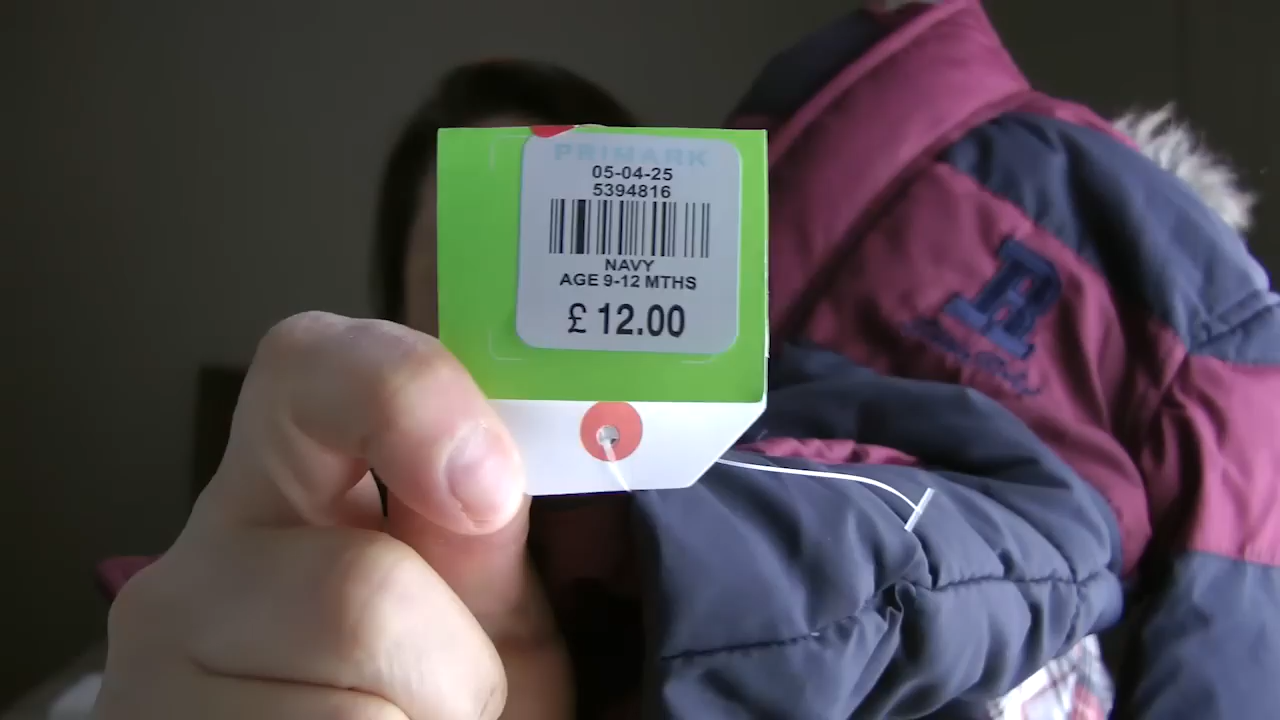 PRIMARK
05-04-25
5394816
NAVY
AGE 9-12 MTHS
£ 12.00
R